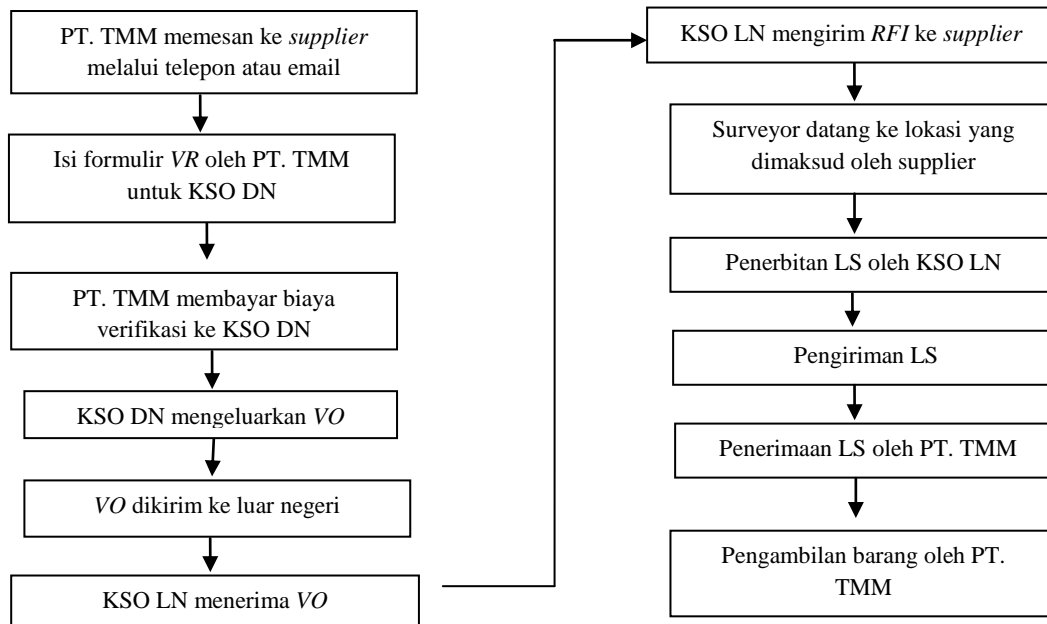 PT. TMM memesan ke supplier
melalui telepon atau email
Isi formulir VR oleh PT. TMM
untuk KSO DN
PT. TMM membayar biaya
verifikasi ke KSO DN
KSO DN mengeluarkan VO
VO dikirim ke luar negeri
KSO LN menerima VO
KSO LN mengirim RFI ke supplier
Surveyor datang ke lokasi yang
dimaksud oleh supplier
Penerbitan LS oleh KSO LN
Pengiriman LS
Penerimaan LS oleh PT. TMM
Pengambilan barang oleh PT.
TMM